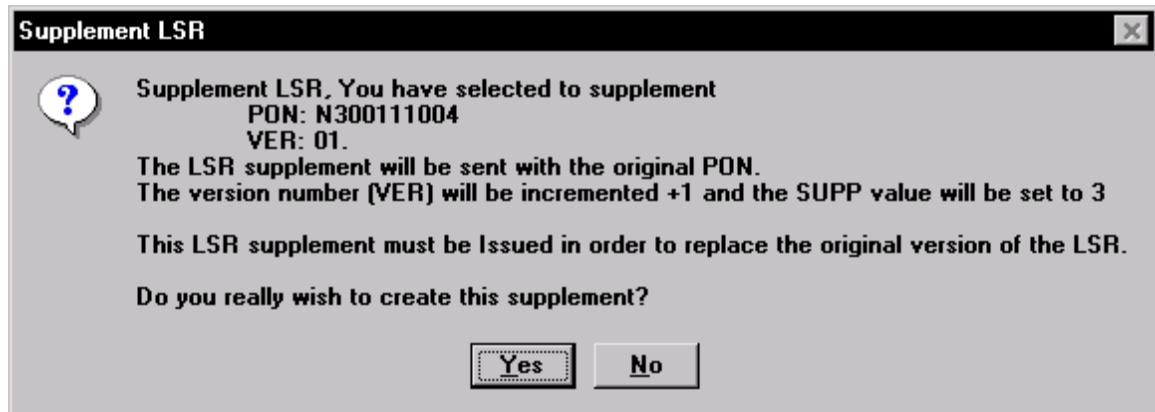 Supplement LSR
?
Supplement LSR, You have selected to supplement
PON: N300111004
VER: 01.
The LSR supplement will be sent with the original PON.
The version number (VER) will be incremented +1 and the SUPP value will be set to 3
This LSR supplement must be Issued in order to replace the original version of the LSR.
Do you really wish to create this supplement?
Yes No